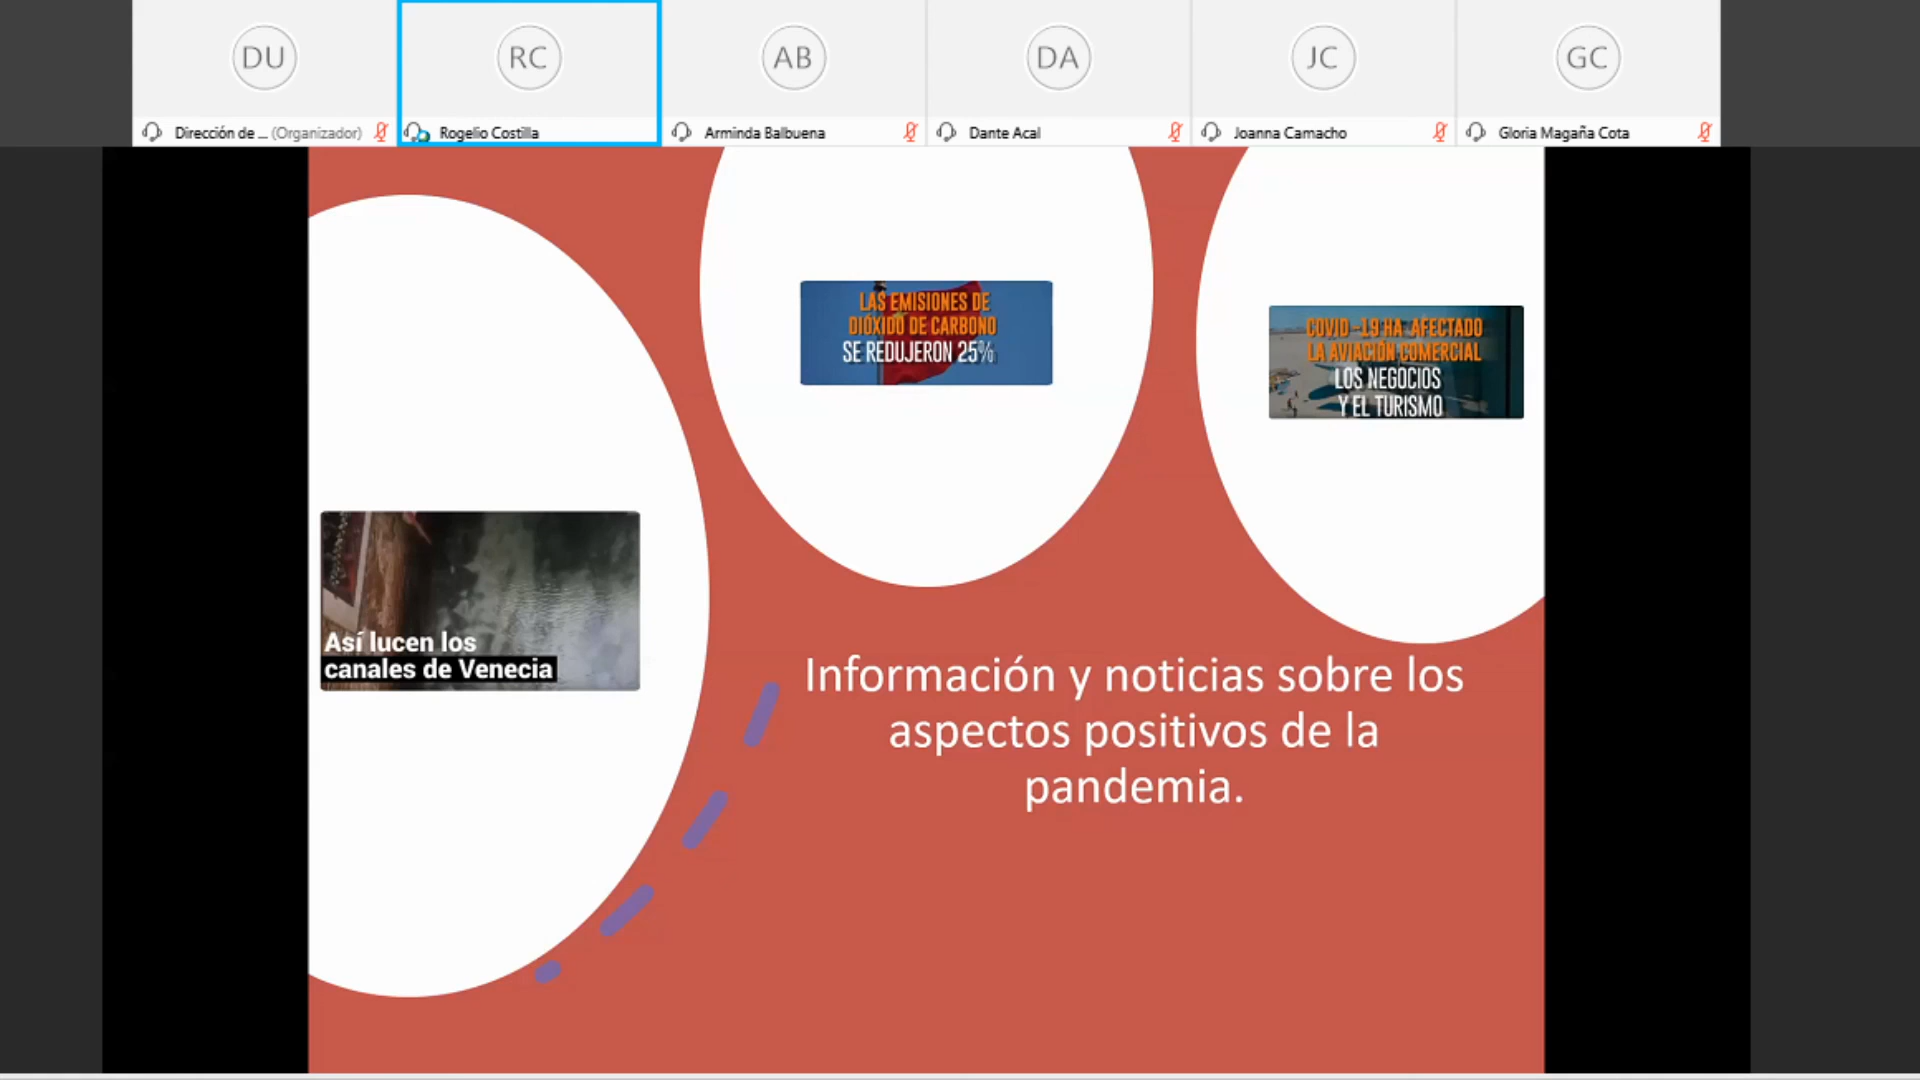 DU
RC
AB
DA
JC
GC
Dirección de ... (Organizador)
Rogelio Costilla
Arminda Balbuena
Dante Acal
Joanna Camacho
Gloria Magaña Cota
LAS EMISIONES DE
DIÓXIDO DE CARBONO
SE REDUJERON 25%
COVID-19 HA AFECTADO
LA AVIACIÓN COMERCIAL
LOS NEGOCIOS
Y EL TURISMO
Así lucen los
canales de Venecia
Información y noticias sobre los
aspectos positivos de la
pandemia.